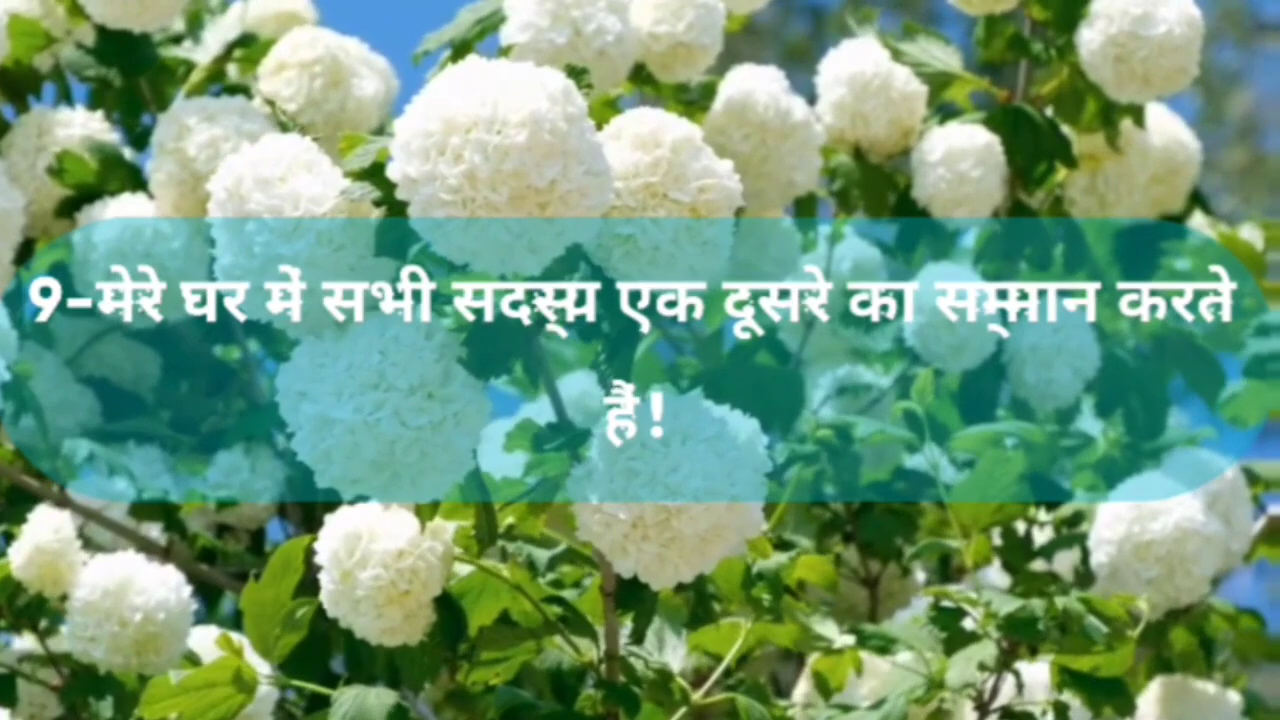 9-मेरे घर में सभी सदस्य एक दूसरे का सम्मान करते
हैं!